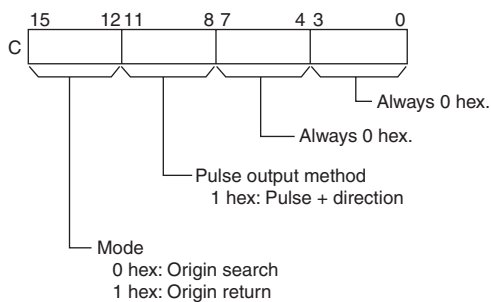 15 12 11 8 7 4 3 0
C
Always 0 hex.
Always 0 hex.
Pulse output method
1 hex: Pulse + direction
Mode
0 hex: Origin search
1 hex: Origin return